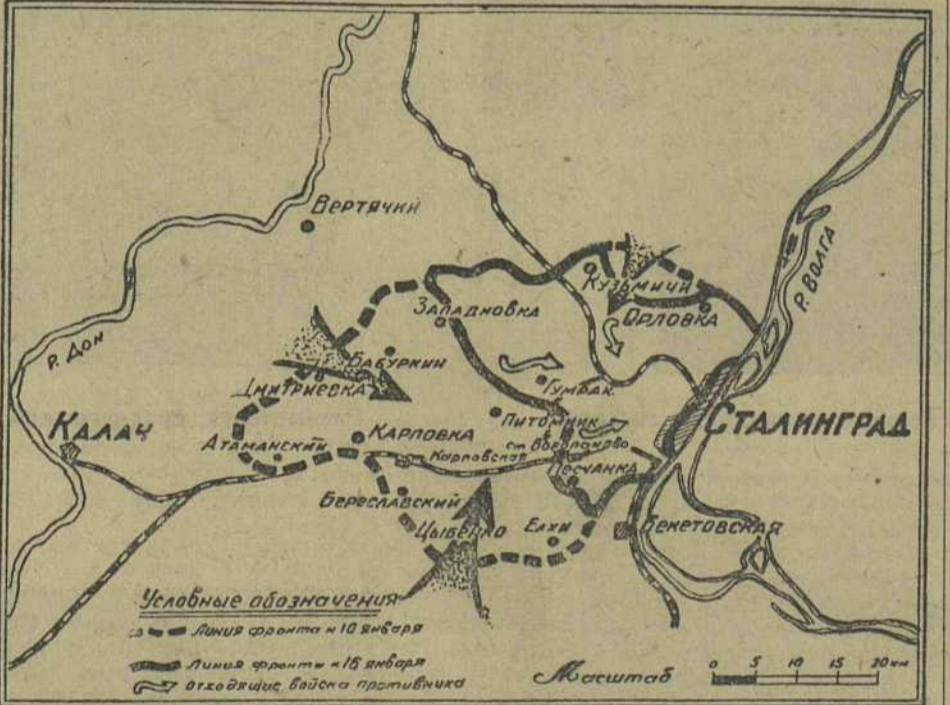 Вертячий
Р. Волга
Кузьмичи
Западновка
Орловка
Р. Дон
Бабуркин
Дмитриевка
Гумрак
Питомник
Сталинград
Калач
Карповка
Атаманский
ст Воропоново
Карповская
Песчанка
Береславский
Цыбенко
Елхи
Бекетовская
Условные обозначения
Линия фронта к 10 января
Линия фронта к 16 января
Отходящие войска противника
Масштаб 0 5 10 15 20 км